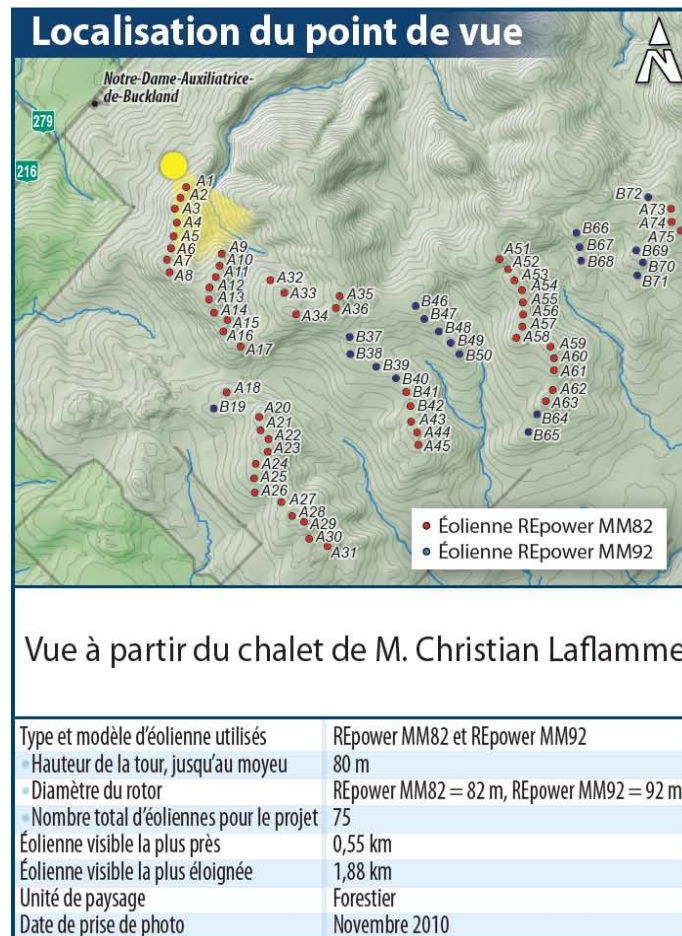 Localisation du point de vue
N
Notre-Dame-Auxiliatrice-
de-Buckland
279
216
A1
A2
A3
A4
A5
A6
A7
A8
A9
A10
A11
A12
A13
A14
A15
A16
A17
A18
B19
A20
A21
A22
A23
A24
A25
A26
A27
A28
A29
A30
A31
A32
A33
A34
A35
A36
B37
B38
B39
B40
B41
B42
A43
A44
A45
B46
B47
B48
B49
B50
A51
A52
A53
A54
A55
A56
A57
A58
A59
A60
A61
A62
A63
B64
B65
B66
B67
B68
B69
B70
B71
B72
A73
A74
A75
Éolienne REpower MM82
Éolienne REpower MM92
Vue à partir du chalet de M. Christian Laflamme
Type et modèle d'éolienne utilisés REpower MM82 et REpower MM92
Hauteur de la tour, jusqu'au moyeu 80 m
Diamètre du rotor REpower MM82 = 82 m, REpower MM92 = 92 m
Nombre total d'éoliennes pour le projet 75
Éolienne visible la plus près 0,55 km
Éolienne visible la plus éloignée 1,88 km
Unité de paysage Forestier
Date de prise de photo Novembre 2010